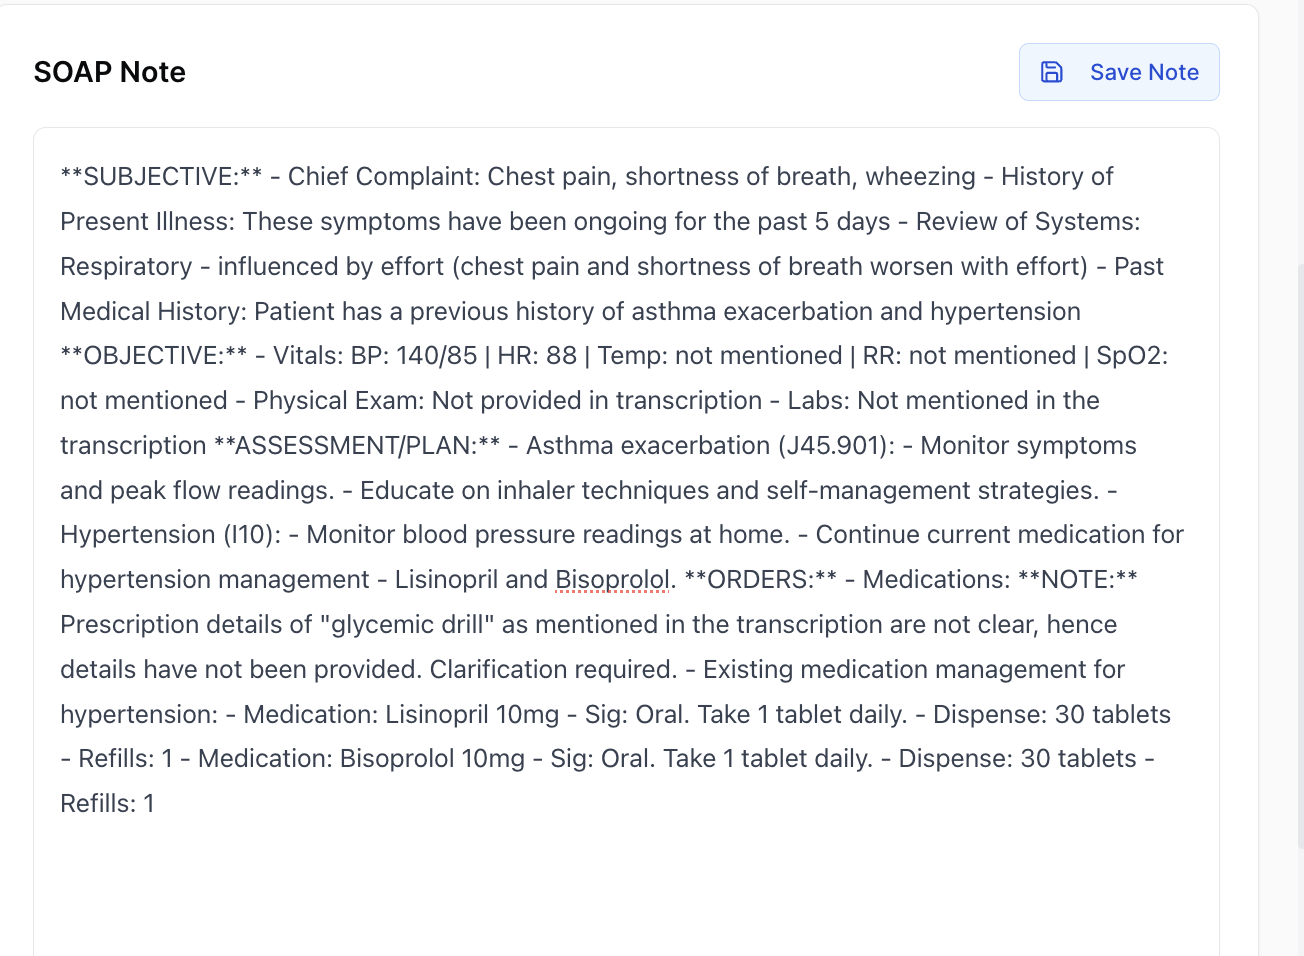 SOAP Note
Save Note
**SUBJECTIVE:** - Chief Complaint: Chest pain, shortness of breath, wheezing - History of
Present Illness: These symptoms have been ongoing for the past 5 days - Review of Systems:
Respiratory - influenced by effort (chest pain and shortness of breath worsen with effort) - Past
Medical History: Patient has a previous history of asthma exacerbation and hypertension
**OBJECTIVE:** - Vitals: BP: 140/85 | HR: 88 | Temp: not mentioned | RR: not mentioned | SpO2:
not mentioned - Physical Exam: Not provided in transcription - Labs: Not mentioned in the
transcription **ASSESSMENT/PLAN:** - Asthma exacerbation (J45.901): - Monitor symptoms
and peak flow readings. - Educate on inhaler techniques and self-management strategies. -
Hypertension (I10): - Monitor blood pressure readings at home. - Continue current medication for
hypertension management - Lisinopril and Bisoprolol. **ORDERS:** - Medications: **NOTE:**
Prescription details of "glycemic drill" as mentioned in the transcription are not clear, hence
details have not been provided. Clarification required. - Existing medication management for
hypertension: - Medication: Lisinopril 10mg - Sig: Oral. Take 1 tablet daily. - Dispense: 30 tablets
- Refills: 1 - Medication: Bisoprolol 10mg - Sig: Oral. Take 1 tablet daily. - Dispense: 30 tablets -
Refills: 1